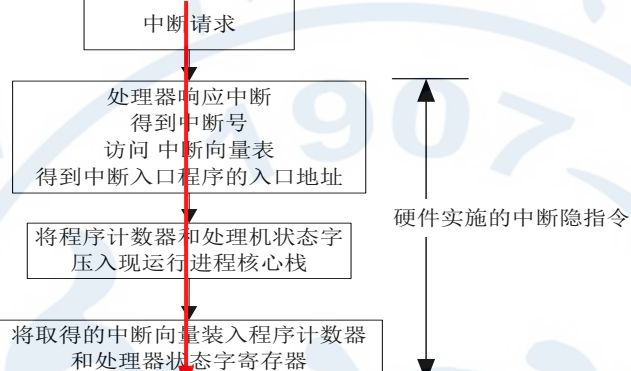 中断请求
处理器响应中断
得到中断号
访问 中断向量表
得到中断入口程序的入口地址
硬件实施的中断隐指令
将程序计数器和处理机状态字
压入现运行进程核心栈
将取得的中断向量装入程序计数器
和处理器状态字寄存器
1907